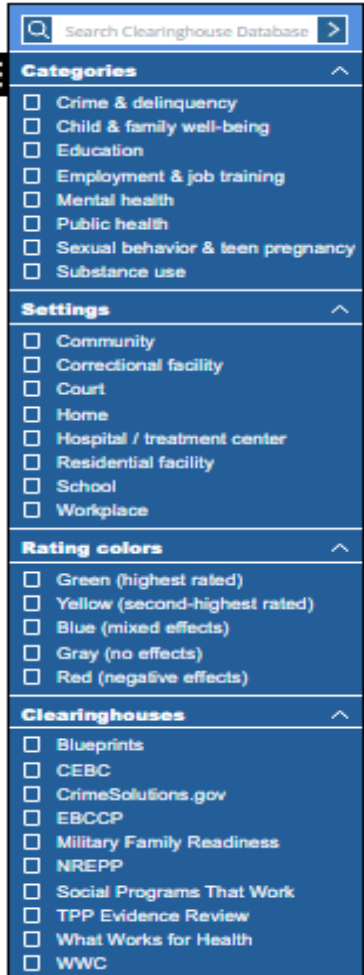 Search Clearinghouse Database
Categories
Crime & delinquency
Child & family well-being
Education
Employment & job training
Mental health
Public health
Sexual behavior & teen pregnancy
Substance use
Settings
Community
Correctional facility
Court
Home
Hospital / treatment center
Residential facility
School
Workplace
Rating colors
Green (highest rated)
Yellow (second-highest rated)
Blue (mixed effects)
Gray (no effects)
Red (negative effects)
Clearinghouses
Blueprints
CEBC
CrimeSolutions.gov
EBCCP
Military Family Readiness
NREPP
Social Programs That Work
TPP Evidence Review
What Works for Health
WWC